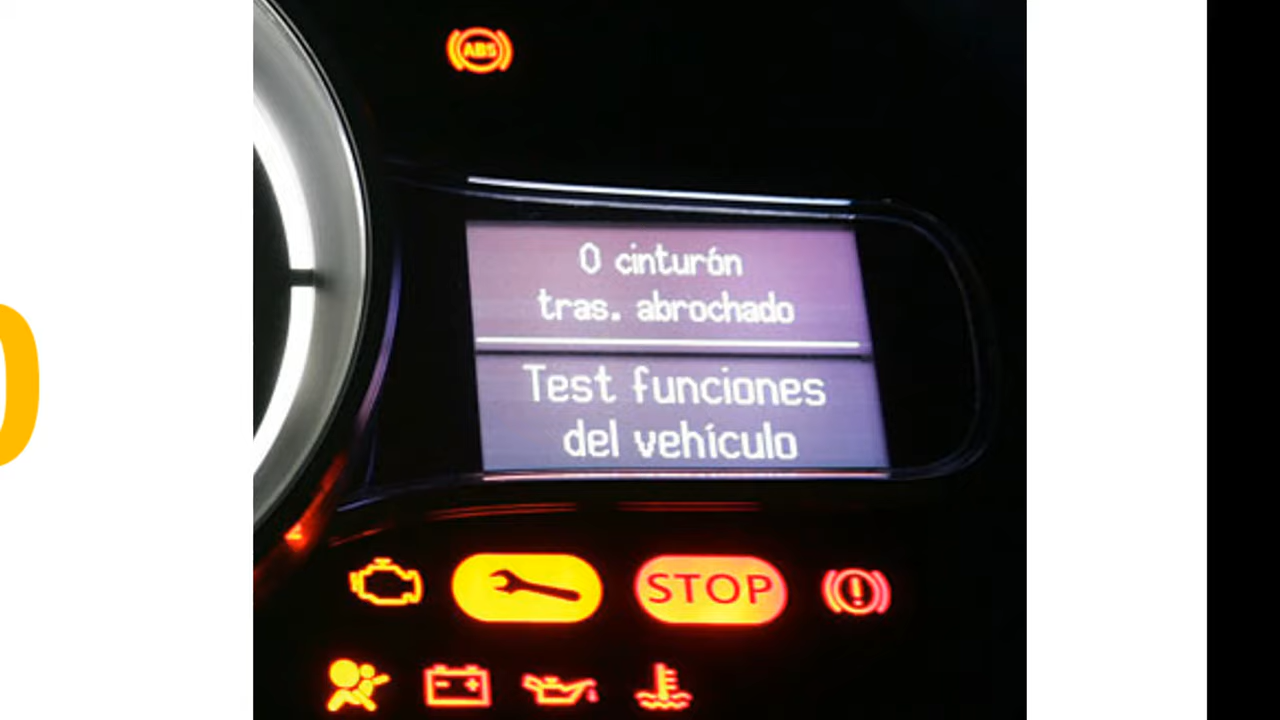 ABS
0 cinturón
tras. abrochado
Test funciones
del vehículo
STOP